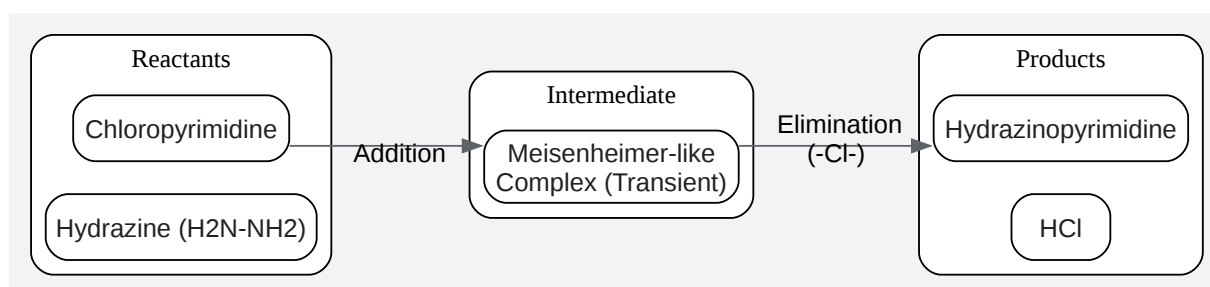 Reactants
Chloropyrimidine
Hydrazine (H2N-NH2)
Addition
Intermediate
Meisenheimer-like
Complex (Transient)
Elimination
(-Cl-)
Products
Hydrazinopyrimidine
HCl